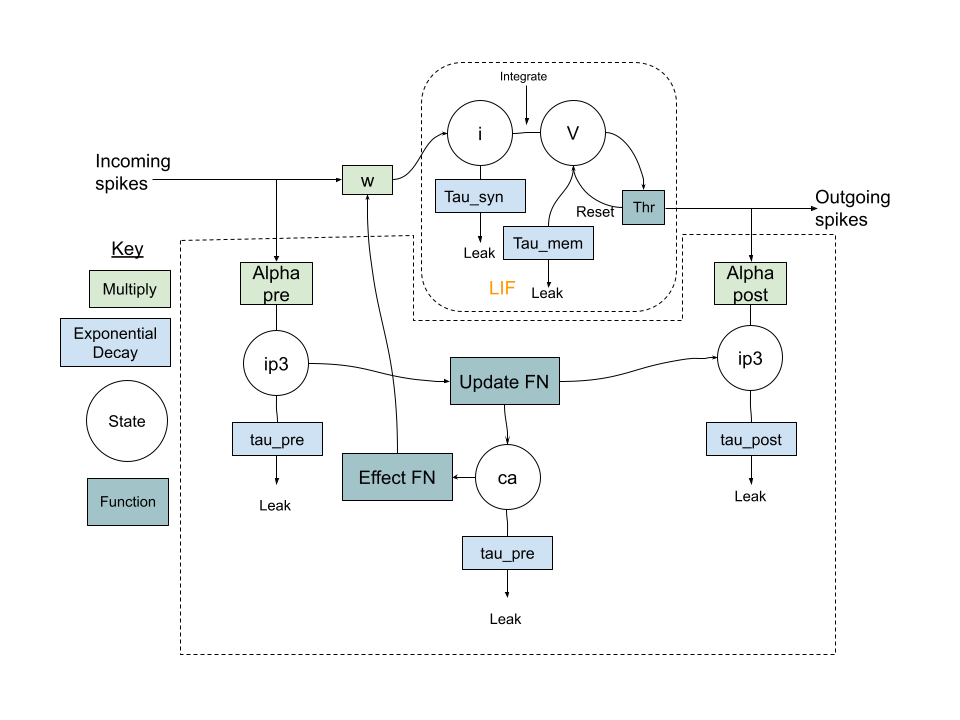 Integrate
i
V
Incoming
spikes
w
Tau_syn
Reset
Thr
Outgoing
spikes
Leak
Tau_mem
LIF
Leak
Key
Multiply
Exponential
Decay
State
Function
Alpha
pre
Alpha
post
ip3
Update FN
ip3
tau_pre
tau_post
Leak
Effect FN
ca
Leak
tau_pre
Leak